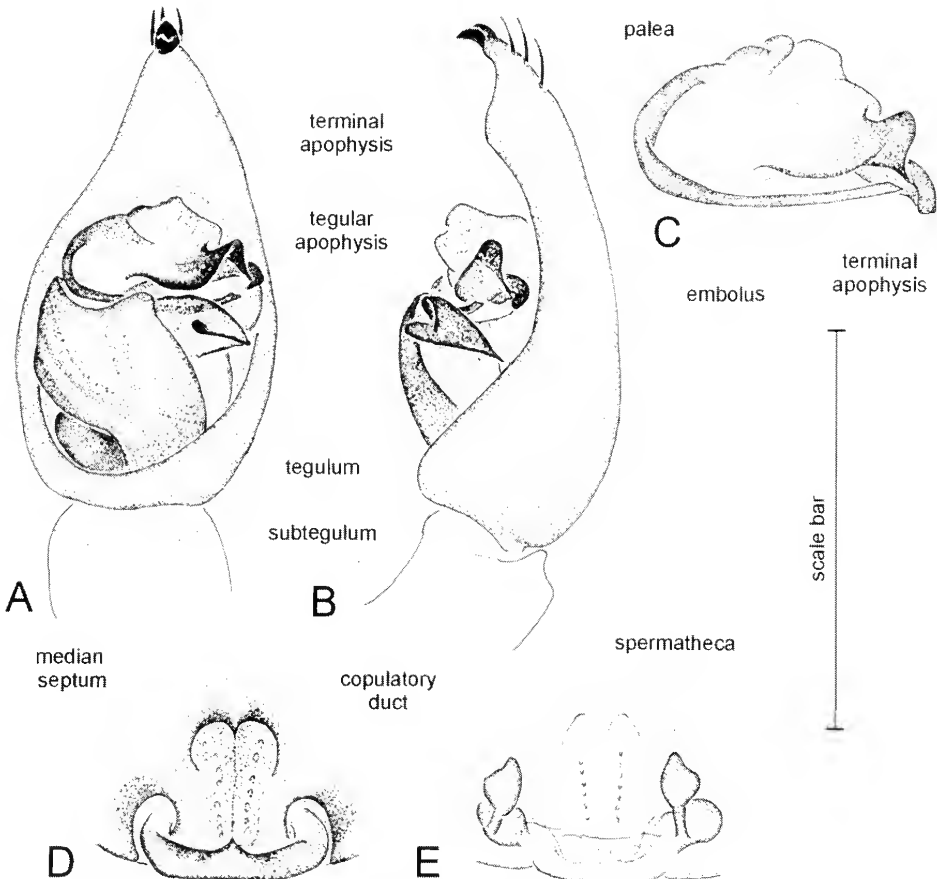 palea
terminal
apophysis
tegular
apophysis
C
terminal
apophysis
embolus
tegulum
subtegulum
scale bar
A
B
spermatheca
median
septum
copulatory
duct
D
E